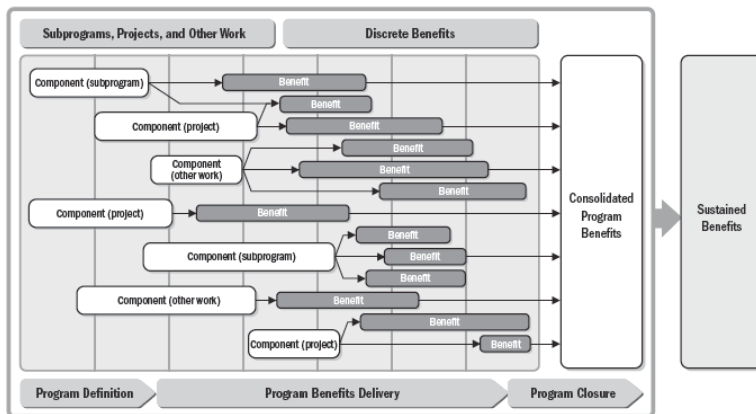 Subprograms, Projects, and Other Work
Discrete Benefits
Component (subprogram)
Benefit
Benefit
Component (project)
Benefit
Benefit
Component
(other work)
Benefit
Benefit
Component (project)
Benefit
Benefit
Component (subprogram)
Benefit
Benefit
Component (other work)
Benefit
Benefit
Component (project)
Benefit
Consolidated
Program
Benefits
Sustained
Benefits
Program Definition
Program Benefits Delivery
Program Closure